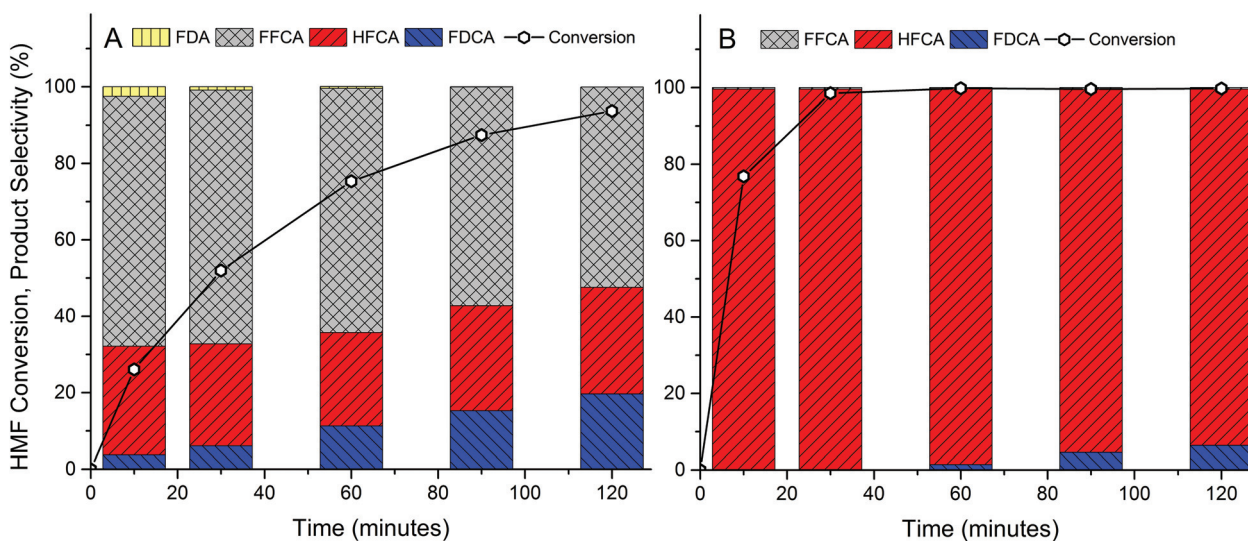 A
FDA FFCA HFCA FDCA Conversion
B
FFCA HFCA FDCA Conversion
HMF Conversion, Product Selectivity (%)
100
80
60
40
20
0
0 20 40 60 80 100 120
Time (minutes)
100
80
60
40
20
0
0 20 40 60 80 100 120
Time (minutes)